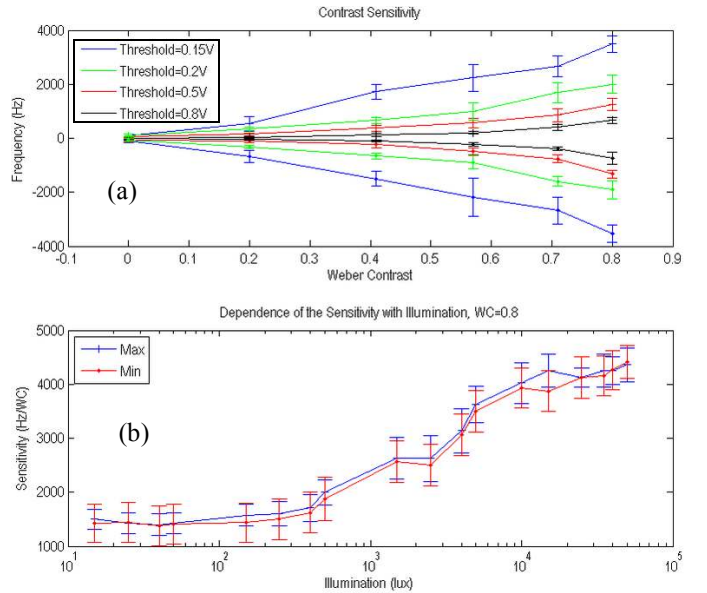 Contrast Sensitivity
4000
2000
0
-2000
-4000
Frequency (Hz)
Threshold=0.15V
Threshold=0.2V
Threshold=0.5V
Threshold=0.8V
(a)
-0.1 0 0.1 0.2 0.3 0.4 0.5 0.6 0.7 0.8 0.9
Weber Contrast
Dependence of the Sensitivity with Illumination, WC=0.8
5000
4000
3000
2000
1000
Sensitivity (Hz/WC)
Max
Min
(b)
10^1 10^2 10^3 10^4 10^5
Illumination (lux)